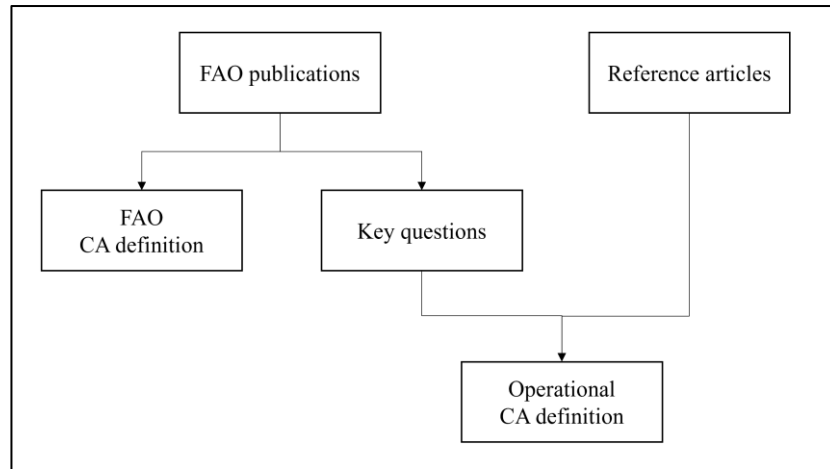 FAO publications
Reference articles
FAO
CA definition
Key questions
Operational
CA definition